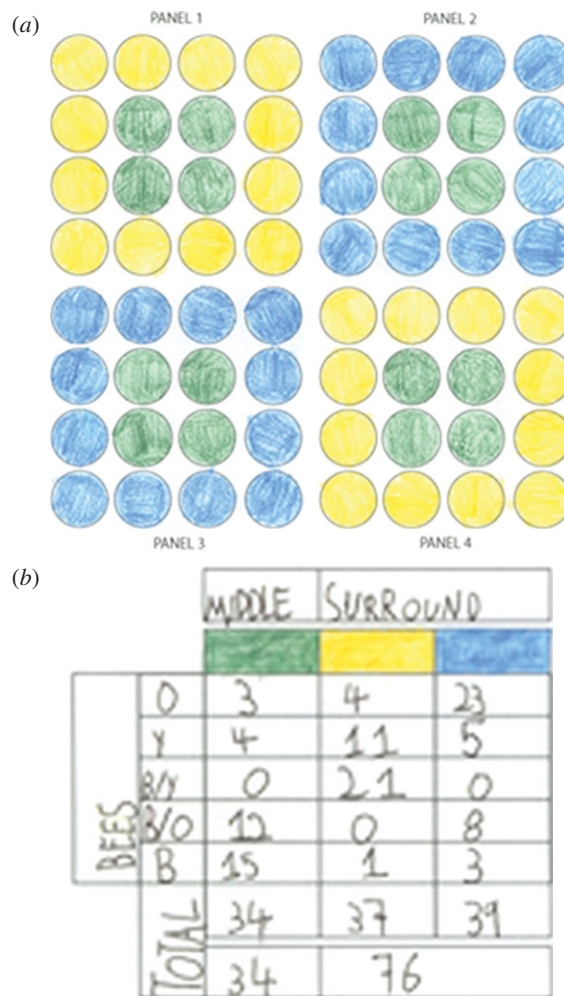 (a)
PANEL 1 PANEL 2
PANEL 3 PANEL 4
(b)
MIDDLE SURROUND
BEES
O 3 4 23
Y 4 11 5
B/Y 0 21 0
B/O 12 0 8
B 15 1 3
TOTAL 34 37 39
34 76